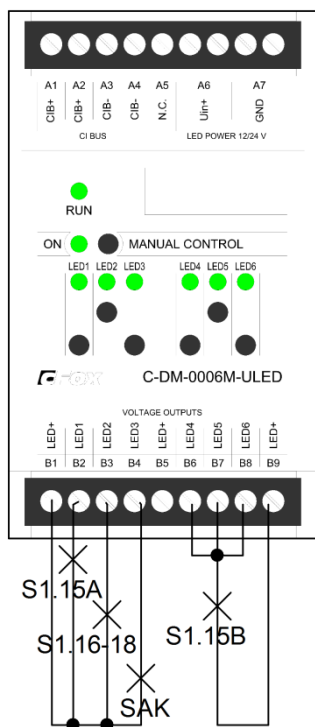 A1 A2 A3 A4 A5 A6 A7
CIB+ CIB+ CIB- CIB- N.C. Uin+ GND
CI BUS LED POWER 12/24 V
RUN
ON MANUAL CONTROL
LED1 LED2 LED3 LED4 LED5 LED6
C-DM-0006M-ULED
VOLTAGE OUTPUTS
LED+ LED1 LED2 LED3 LED+ LED4 LED5 LED6 LED+
B1 B2 B3 B4 B5 B6 B7 B8 B9
S1.15A
S1.16-18
S1.15B
SAK